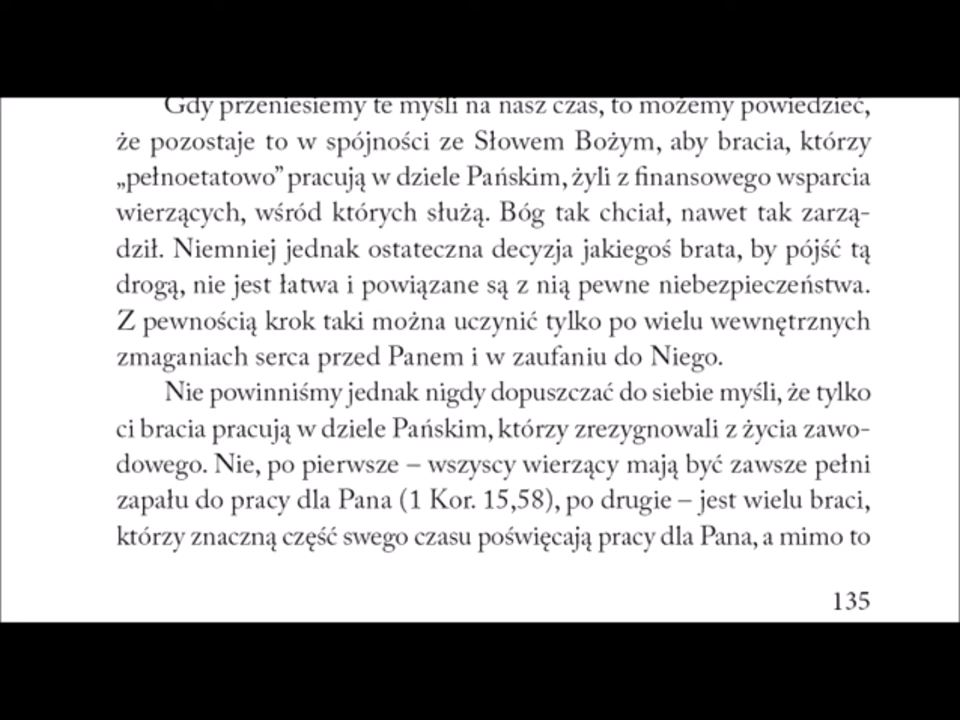 Gdy przeniesiemy te myśli na nasz czas, to możemy powiedzieć,
że pozostaje to w spójności ze Słowem Bożym, aby bracia, którzy
„pełnoetatowo” pracują w dziele Pańskim, żyli z finansowego wsparcia
wierzących, wśród których służą. Bóg tak chciał, nawet tak zarzą-
dził. Niemniej jednak ostateczna decyzja jakiegoś brata, by pójść tą
drogą, nie jest łatwa i powiązane są z nią pewne niebezpieczeństwa.
Z pewnością krok taki można uczynić tylko po wielu wewnętrznych
zmaganiach serca przed Panem i w zaufaniu do Niego.
Nie powinniśmy jednak nigdy dopuszczać do siebie myśli, że tylko
ci bracia pracują w dziele Pańskim, którzy zrezygnowali z życia zawo-
dowego. Nie, po pierwsze – wszyscy wierzący mają być zawsze pełni
zapału do pracy dla Pana (1 Kor. 15,58), po drugie – jest wielu braci,
którzy znaczną część swego czasu poświęcają pracy dla Pana, a mimo to
135